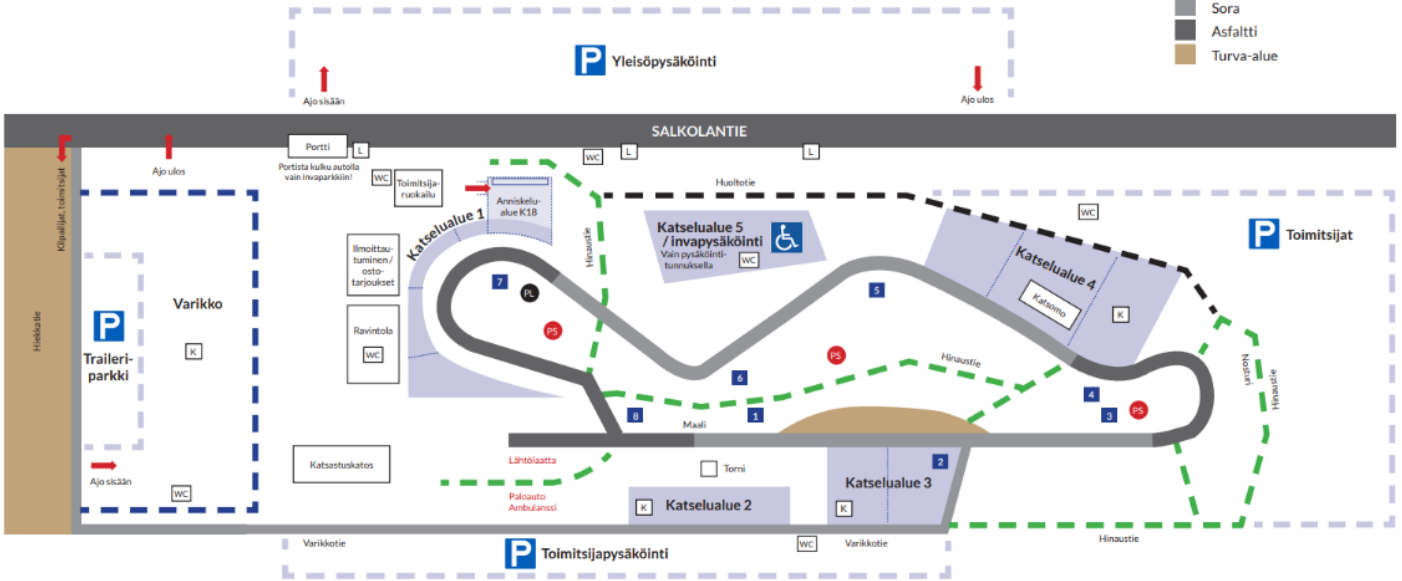 Sora
Asfaltti
Turva-alue
P Yleisöpysäköinti
Ajo sisään
Ajo ulos
SALKOLANTIE
Kilpailijat, toimitsijat
Ajo ulos
Portti
L
Portista kulku autolla
vain invaparkkiin!
WC
Toimitsija-
ruokailu
WC
L
L
Huoltotie
WC
Anniskelu-
alue K18
Katselualue 1
Hinaustie
Katselualue 5
/ invapysäköinti
Vain pysäköinti-
tunnuksella
WC
P Toimitsijat
Katselualue 4
Katsomo
K
Ilmoittau-
tuminen /
osto-
tarjoukset
Ravintola
WC
7
PL
PS
5
PS
6
Hinaustie
4
3
PS
Nosturi
Hinaustie
Hiekkatie
Varikko
K
P
Traileri-
parkki
8
1
Maali
Ajo sisään
WC
Katsastuskatos
Lähtölaatta
Paloauto
Ambulanssi
Torni
K
Katselualue 2
2
Katselualue 3
K
Varikkotie
P Toimitsijapysäköinti
WC
Varikkotie
Hinaustie